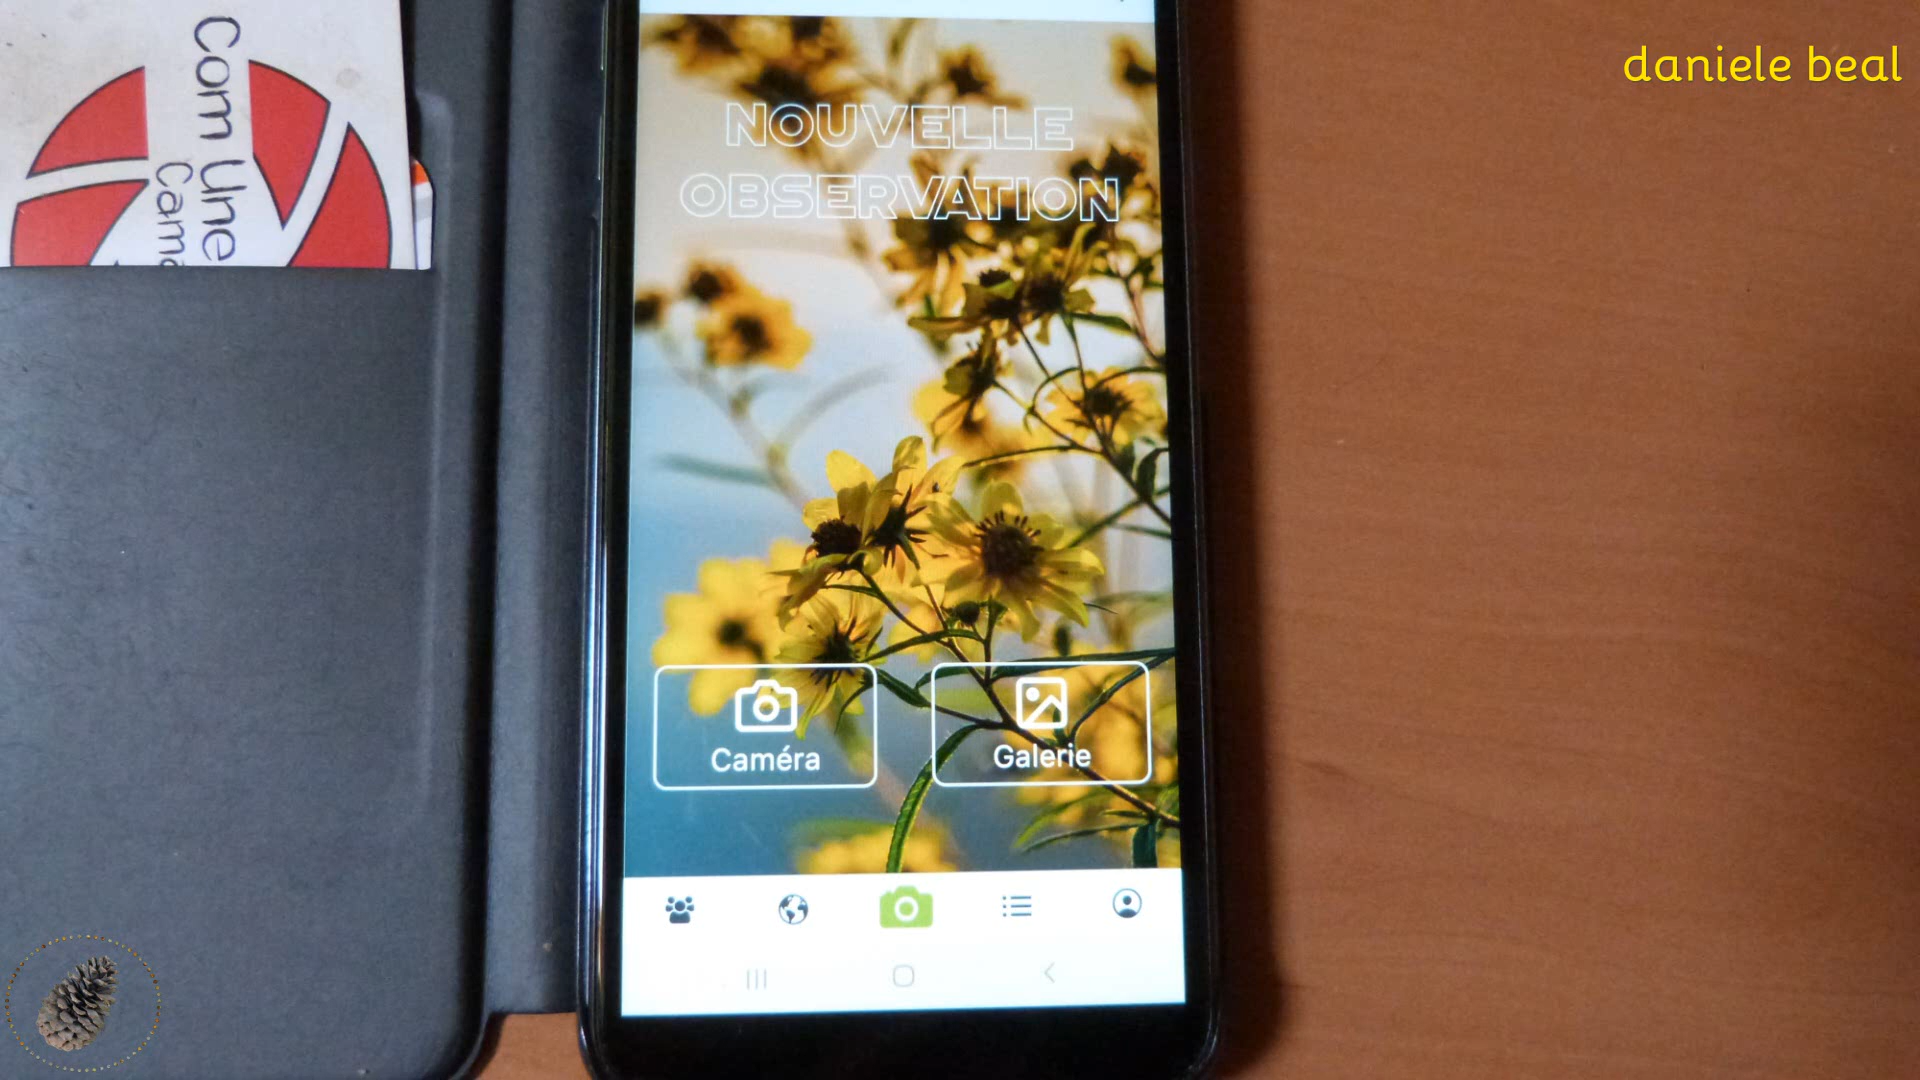 daniele beal
Com Une
NOUVELLE
OBSERVATION
Caméra
Galerie